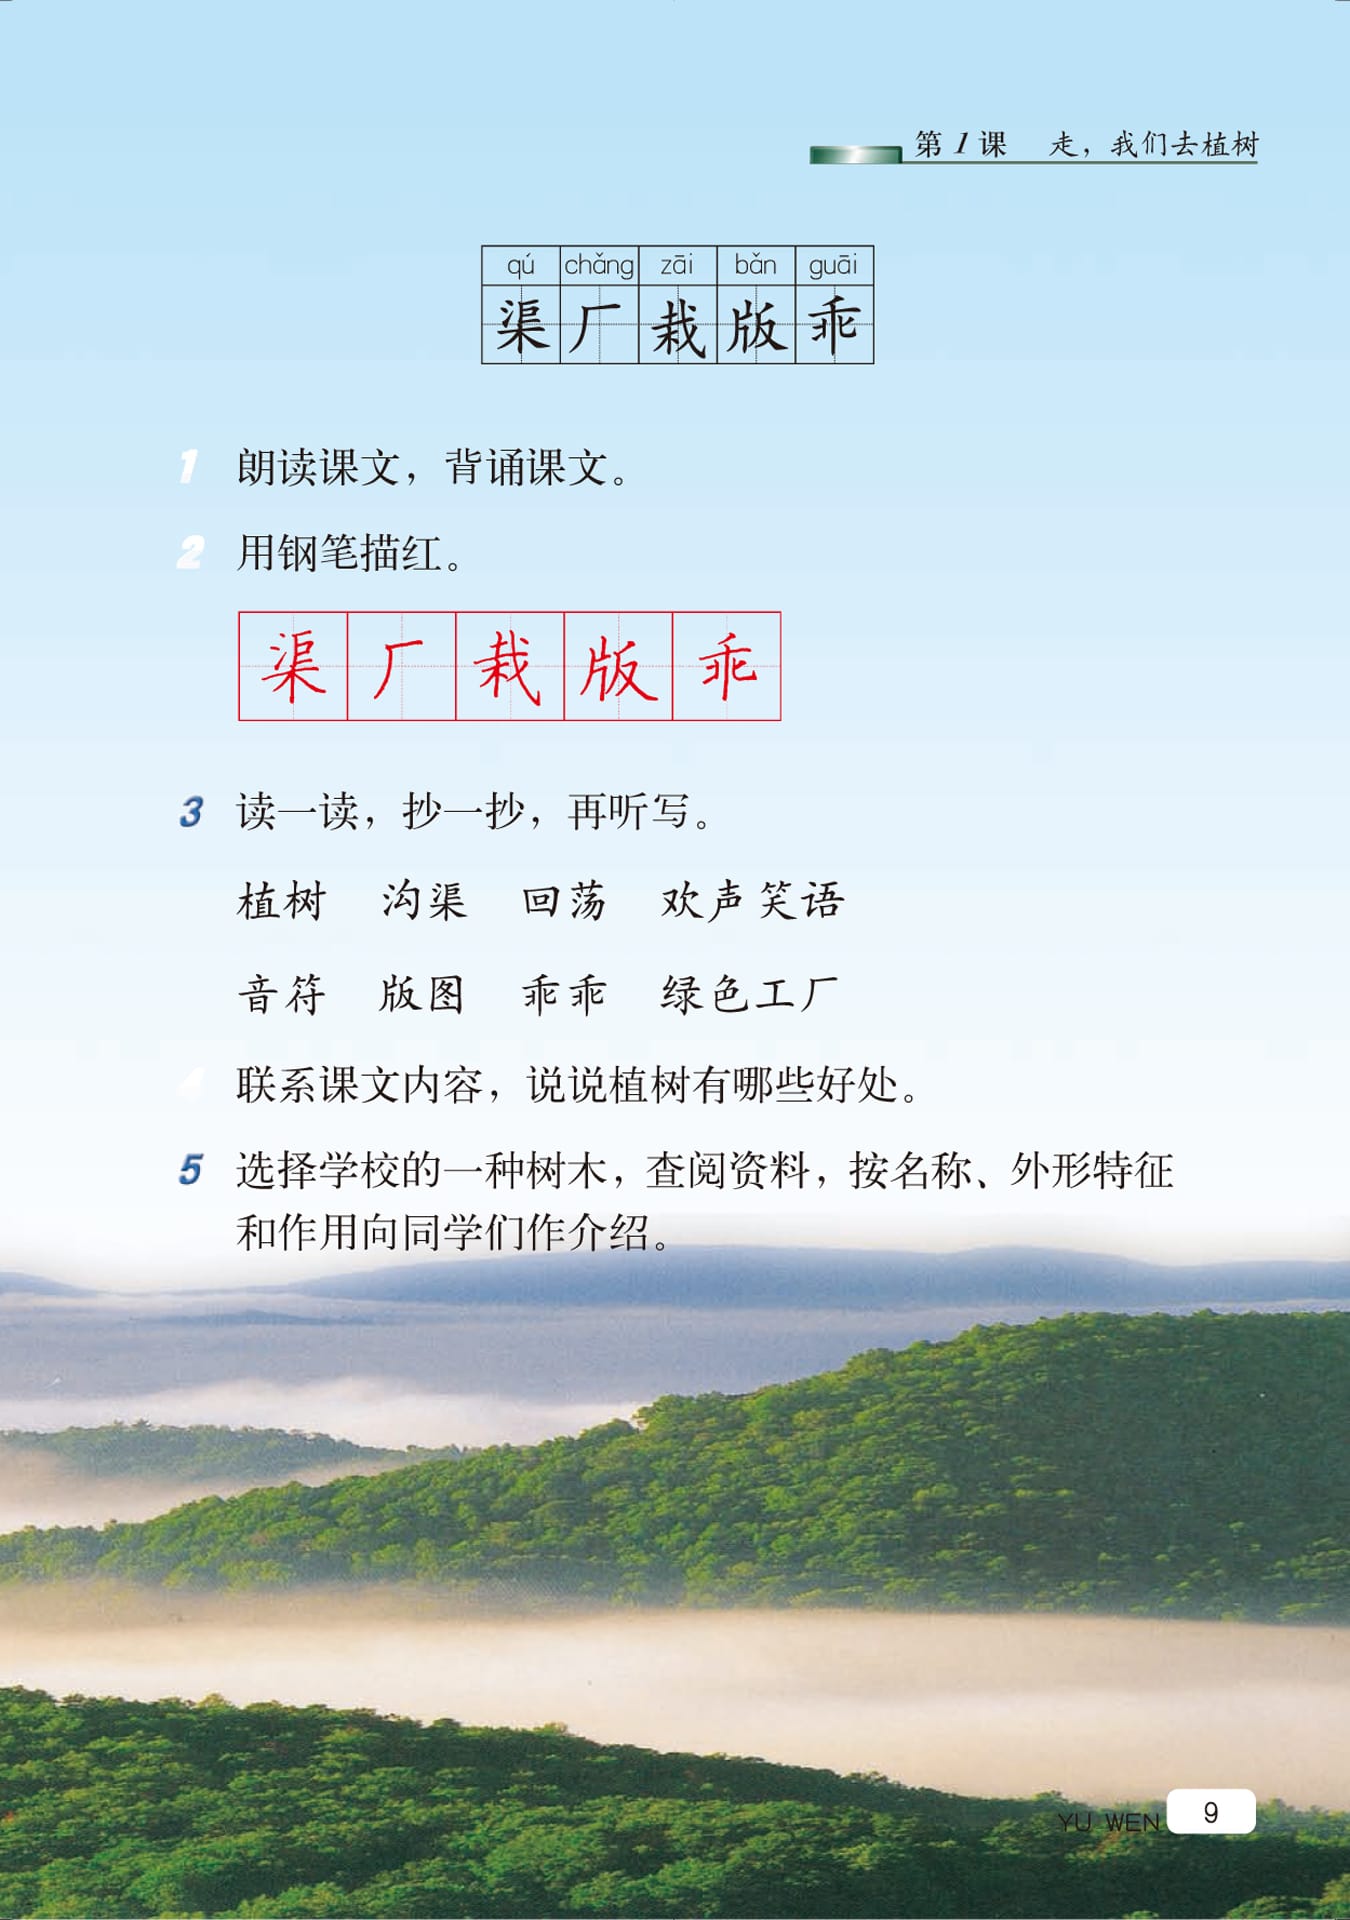 第1课 走，我们去植树
qú chǎng zāi bǎn guāi
渠 厂 栽 版 乖
1 朗读课文，背诵课文。
2 用钢笔描红。
渠 厂 栽 版 乖
3 读一读，抄一抄，再听写。
植树 沟渠 回荡 欢声笑语
音符 版图 乖乖 绿色工厂
4 联系课文内容，说说植树有哪些好处。
5 选择学校的一种树木，查阅资料，按名称、外形特征
和作用向同学们作介绍。
YU WEN 9